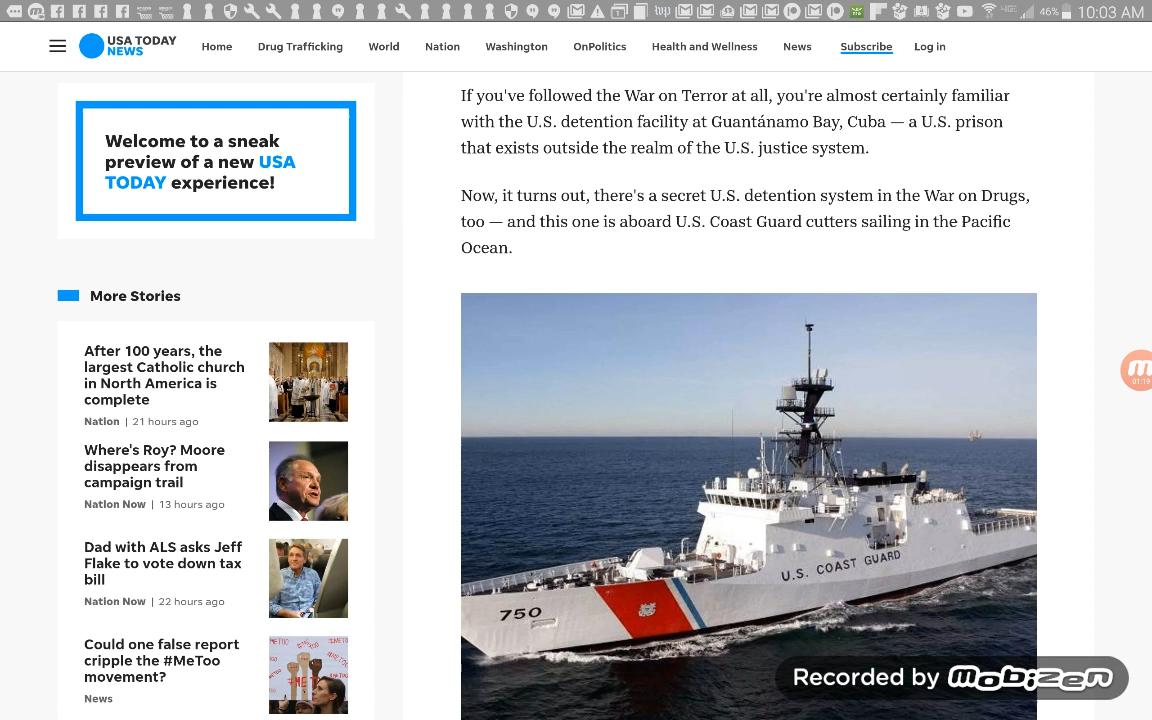 46% 10:03 AM
USA TODAY
NEWS
Home Drug Trafficking World Nation Washington OnPolitics Health and Wellness News Subscribe Log in
Welcome to a sneak
preview of a new USA
TODAY experience!
More Stories
After 100 years, the
largest Catholic church
in North America is
complete
Nation | 21 hours ago
Where's Roy? Moore
disappears from
campaign trail
Nation Now | 13 hours ago
Dad with ALS asks Jeff
Flake to vote down tax
bill
Nation Now | 22 hours ago
Could one false report
cripple the #MeToo
movement?
News
If you've followed the War on Terror at all, you're almost certainly familiar
with the U.S. detention facility at Guantánamo Bay, Cuba — a U.S. prison
that exists outside the realm of the U.S. justice system.
Now, it turns out, there's a secret U.S. detention system in the War on Drugs,
too — and this one is aboard U.S. Coast Guard cutters sailing in the Pacific
Ocean.
U.S. COAST GUARD
750
01:19
Recorded by mobizen